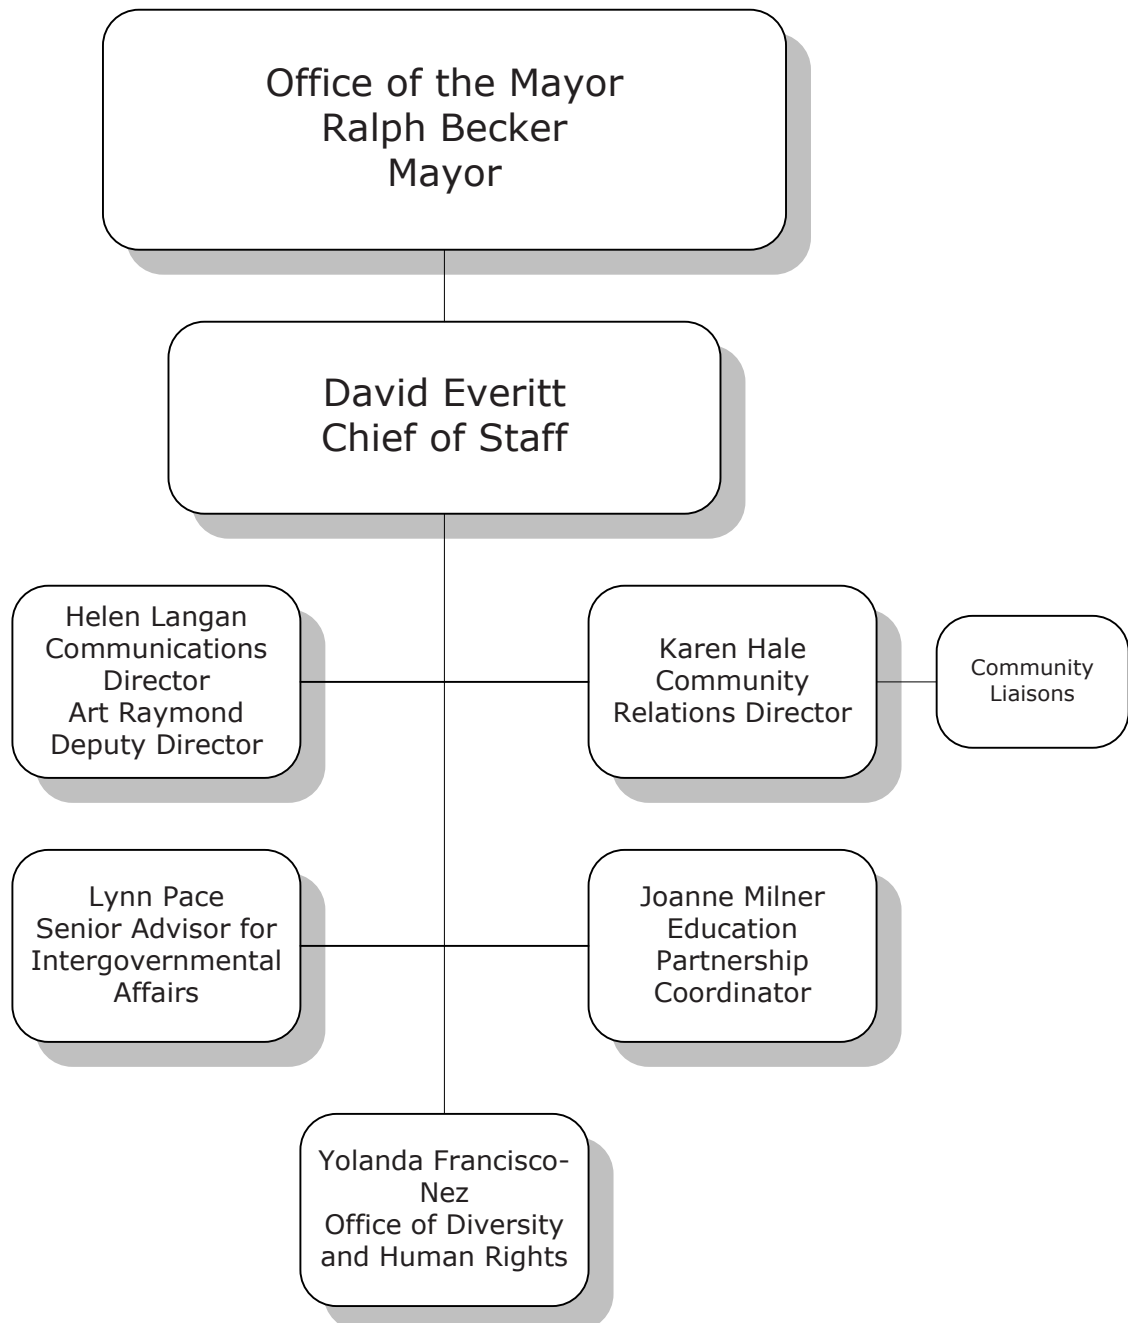 Office of the Mayor
Ralph Becker
Mayor
David Everitt
Chief of Staff
Helen Langan
Communications
Director
Art Raymond
Deputy Director
Karen Hale
Community
Relations Director
Community
Liaisons
Lynn Pace
Senior Advisor for
Intergovernmental
Affairs
Joanne Milner
Education
Partnership
Coordinator
Yolanda Francisco-
Nez
Office of Diversity
and Human Rights